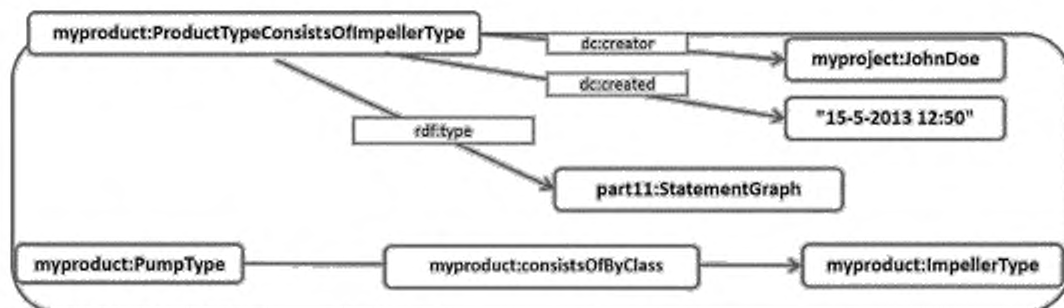 myproduct:ProductTypeConsistsOfImpellerType
dc:creator
myproject:JohnDoe
dc:created
"15-5-2013 12:50"
rdf:type
part11:StatementGraph
myproduct:PumpType
myproduct:consistsOfByClass
myproduct:ImpellerType